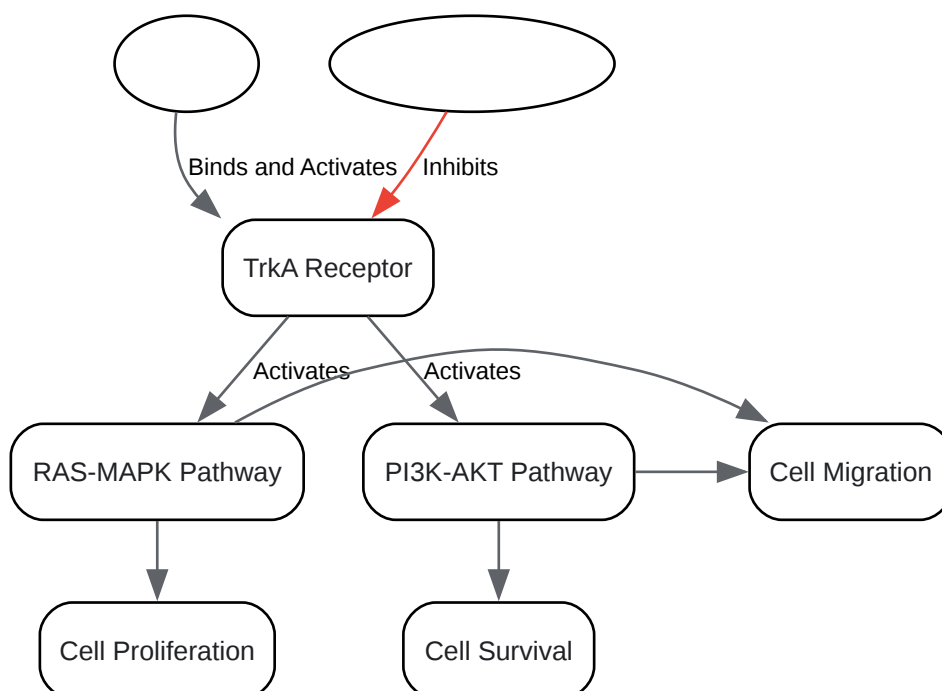 Binds and Activates
Inhibits
TrkA Receptor
Activates
Activates
RAS-MAPK Pathway
PI3K-AKT Pathway
Cell Migration
Cell Proliferation
Cell Survival